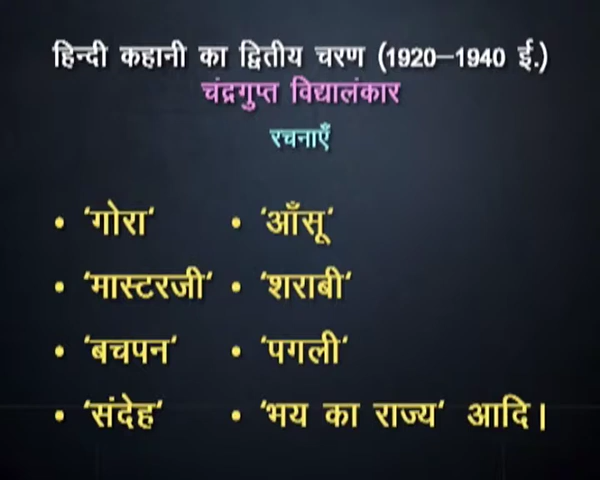 हिन्दी कहानी का द्वितीय चरण (1920–1940 ई.)
चंद्रगुप्त विद्यालंकार
रचनाएँ
• ‘गोरा‘ • ‘आँसू‘
• ‘मास्टरजी‘ • ‘शराबी‘
• ‘बचपन‘ • ‘पगली‘
• ‘संदेह‘ • ‘भय का राज्य‘ आदि।